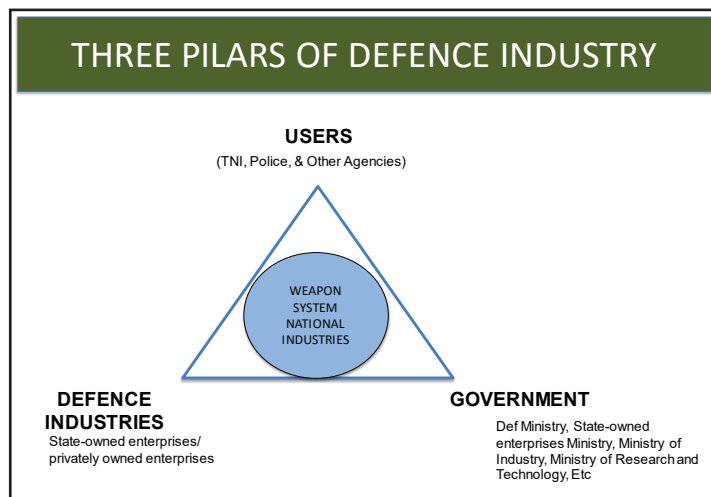 THREE PILARS OF DEFENCE INDUSTRY
USERS
(TNI, Police, & Other Agencies)
WEAPON
SYSTEM
NATIONAL
INDUSTRIES
DEFENCE
INDUSTRIES
State-owned enterprises/
privately owned enterprises
GOVERNMENT
Def Ministry, State-owned
enterprises Ministry, Ministry of
Industry, Ministry of Research and
Technology, Etc